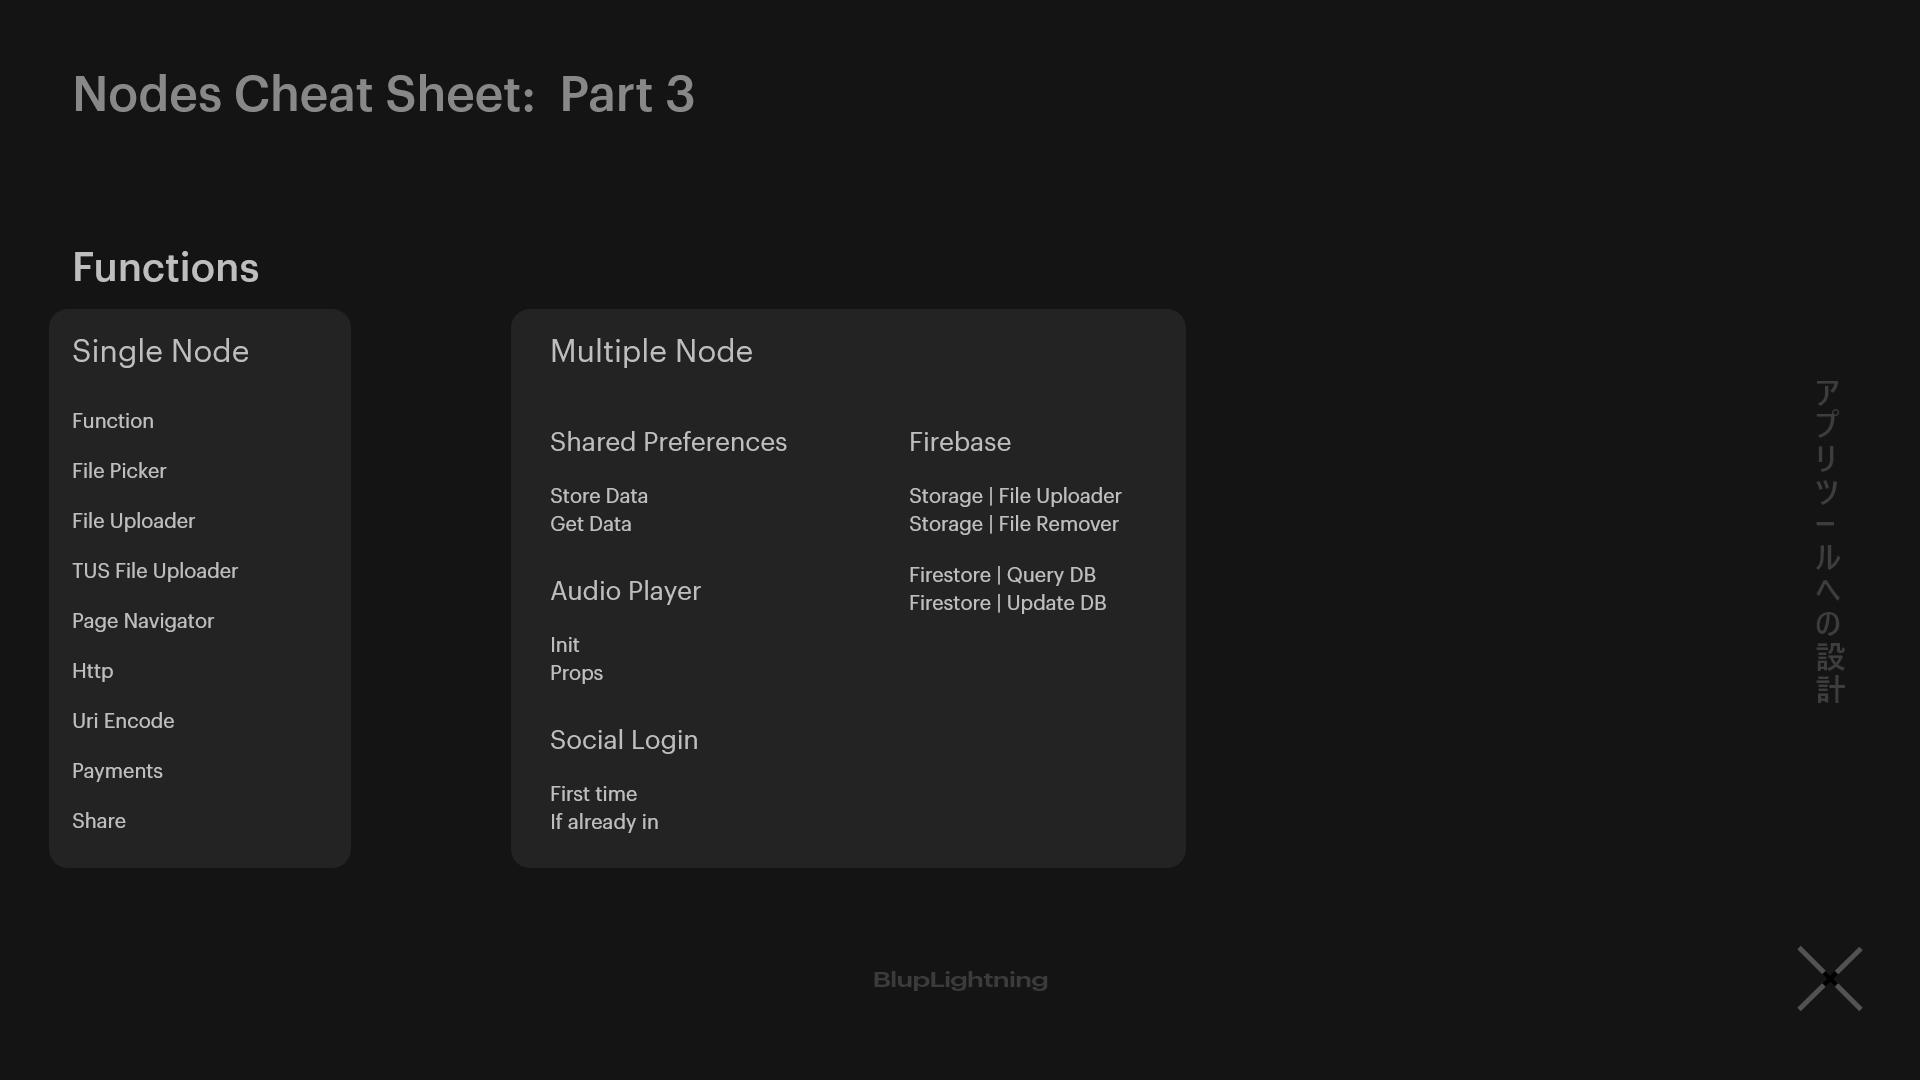 Nodes Cheat Sheet: Part 3
Functions
Single Node
Function
File Picker
File Uploader
TUS File Uploader
Page Navigator
Http
Uri Encode
Payments
Share
Multiple Node
Shared Preferences
Store Data
Get Data
Audio Player
Init
Props
Social Login
First time
If already in
Firebase
Storage | File Uploader
Storage | File Remover
Firestore | Query DB
Firestore | Update DB
アプリツールへの設計
BlupLightning